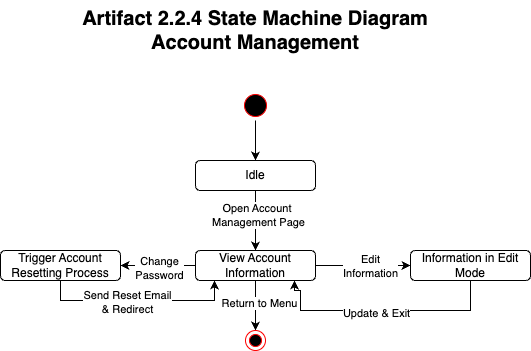 Artifact 2.2.4 State Machine Diagram
Account Management
Idle
Open Account
Management Page
Trigger Account
Resetting Process
Change
Password
View Account
Information
Edit
Information
Information in Edit
Mode
Send Reset Email
& Redirect
Return to Menu
Update & Exit